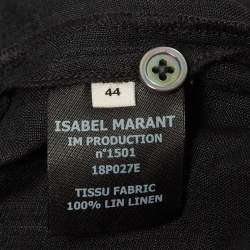 44
ISABEL MARANT
IM PRODUCTION
n°1501
18P027E
TISSU FABRIC
100% LIN LINEN